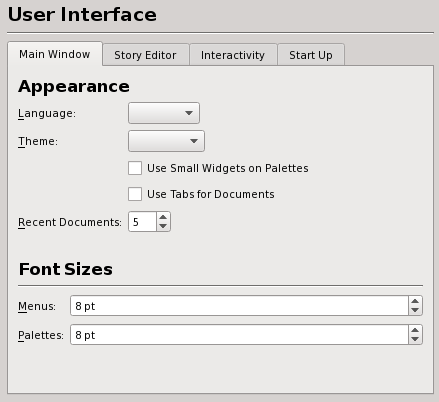 User Interface
Main Window Story Editor Interactivity Start Up
Appearance
Language:
Theme:
Use Small Widgets on Palettes
Use Tabs for Documents
Recent Documents: 5
Font Sizes
Menus: 8 pt
Palettes: 8 pt